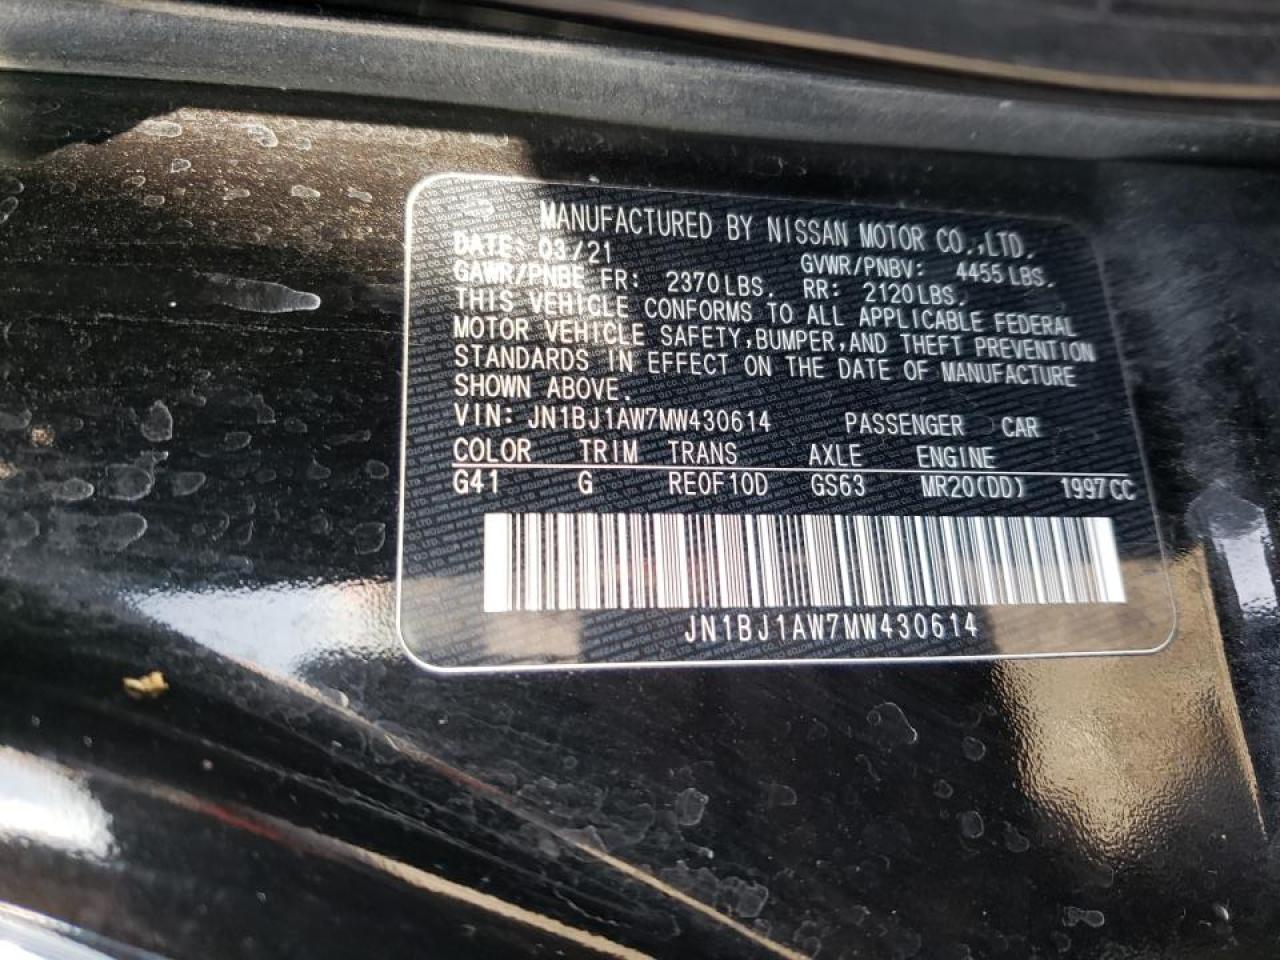 MANUFACTURED BY NISSAN MOTOR CO.,LTD.
DATE: 03/21 GVWR/PNBV: 4455LBS.
GAWR/PNBE FR: 2370LBS. RR: 2120LBS.
THIS VEHICLE CONFORMS TO ALL APPLICABLE FEDERAL
MOTOR VEHICLE SAFETY,BUMPER,AND THEFT PREVENTION
STANDARDS IN EFFECT ON THE DATE OF MANUFACTURE
SHOWN ABOVE.
VIN: JN1BJ1AW7MW430614 PASSENGER CAR
COLOR TRIM TRANS AXLE ENGINE
G41 G RE0F10D GS63 MR20(DD) 1997CC
JN1BJ1AW7MW430614